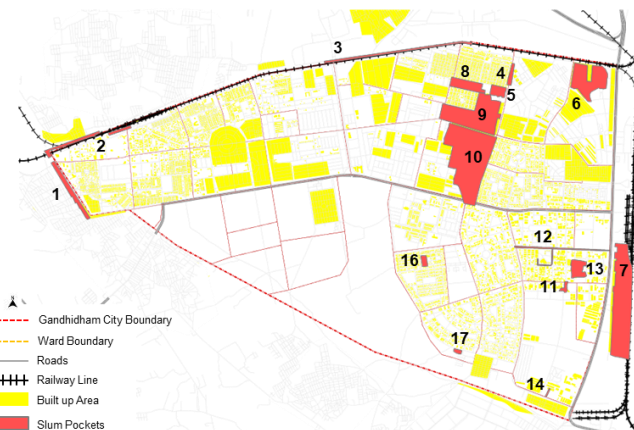 3
8
4
5
6
9
2
10
1
12
16
13
7
11
17
14
Gandhidham City Boundary
Ward Boundary
Roads
Railway Line
Built up Area
Slum Pockets